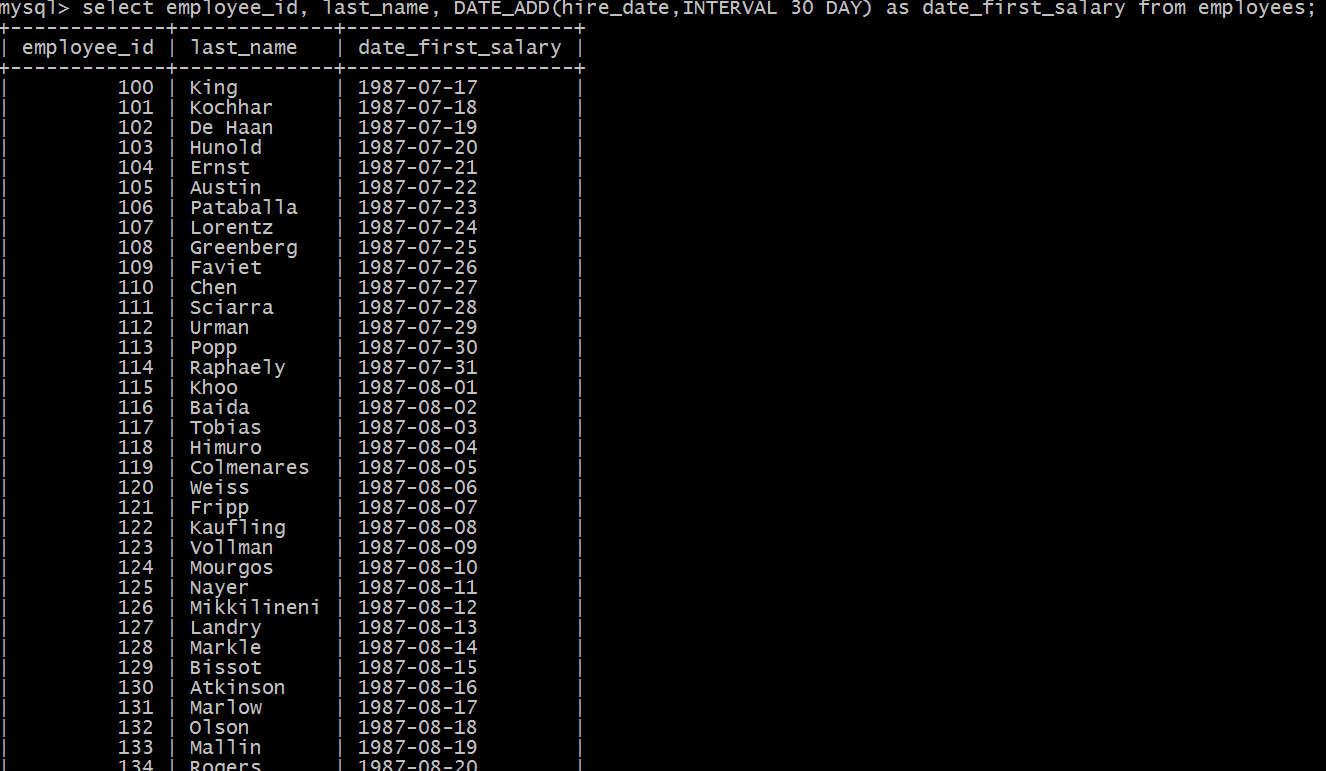 mysql> select employee_id, last_name, DATE_ADD(hire_date,INTERVAL 30 DAY) as date_first_salary from employees;
+-------------+-------------+-------------------+
| employee_id | last_name   | date_first_salary |
+-------------+-------------+-------------------+
|         100 | King        | 1987-07-17        |
|         101 | Kochhar     | 1987-07-18        |
|         102 | De Haan     | 1987-07-19        |
|         103 | Hunold      | 1987-07-20        |
|         104 | Ernst       | 1987-07-21        |
|         105 | Austin      | 1987-07-22        |
|         106 | Pataballa   | 1987-07-23        |
|         107 | Lorentz     | 1987-07-24        |
|         108 | Greenberg   | 1987-07-25        |
|         109 | Faviet      | 1987-07-26        |
|         110 | Chen        | 1987-07-27        |
|         111 | Sciarra     | 1987-07-28        |
|         112 | Urman       | 1987-07-29        |
|         113 | Popp        | 1987-07-30        |
|         114 | Raphaely    | 1987-07-31        |
|         115 | Khoo        | 1987-08-01        |
|         116 | Baida       | 1987-08-02        |
|         117 | Tobias      | 1987-08-03        |
|         118 | Himuro      | 1987-08-04        |
|         119 | Colmenares  | 1987-08-05        |
|         120 | Weiss       | 1987-08-06        |
|         121 | Fripp       | 1987-08-07        |
|         122 | Kaufling    | 1987-08-08        |
|         123 | Vollman     | 1987-08-09        |
|         124 | Mourgos     | 1987-08-10        |
|         125 | Nayer       | 1987-08-11        |
|         126 | Mikkilineni | 1987-08-12        |
|         127 | Landry      | 1987-08-13        |
|         128 | Markle      | 1987-08-14        |
|         129 | Bissot      | 1987-08-15        |
|         130 | Atkinson    | 1987-08-16        |
|         131 | Marlow      | 1987-08-17        |
|         132 | Olson       | 1987-08-18        |
|         133 | Mallin      | 1987-08-19        |
|         134 | Rogers      | 1987-08-20        |